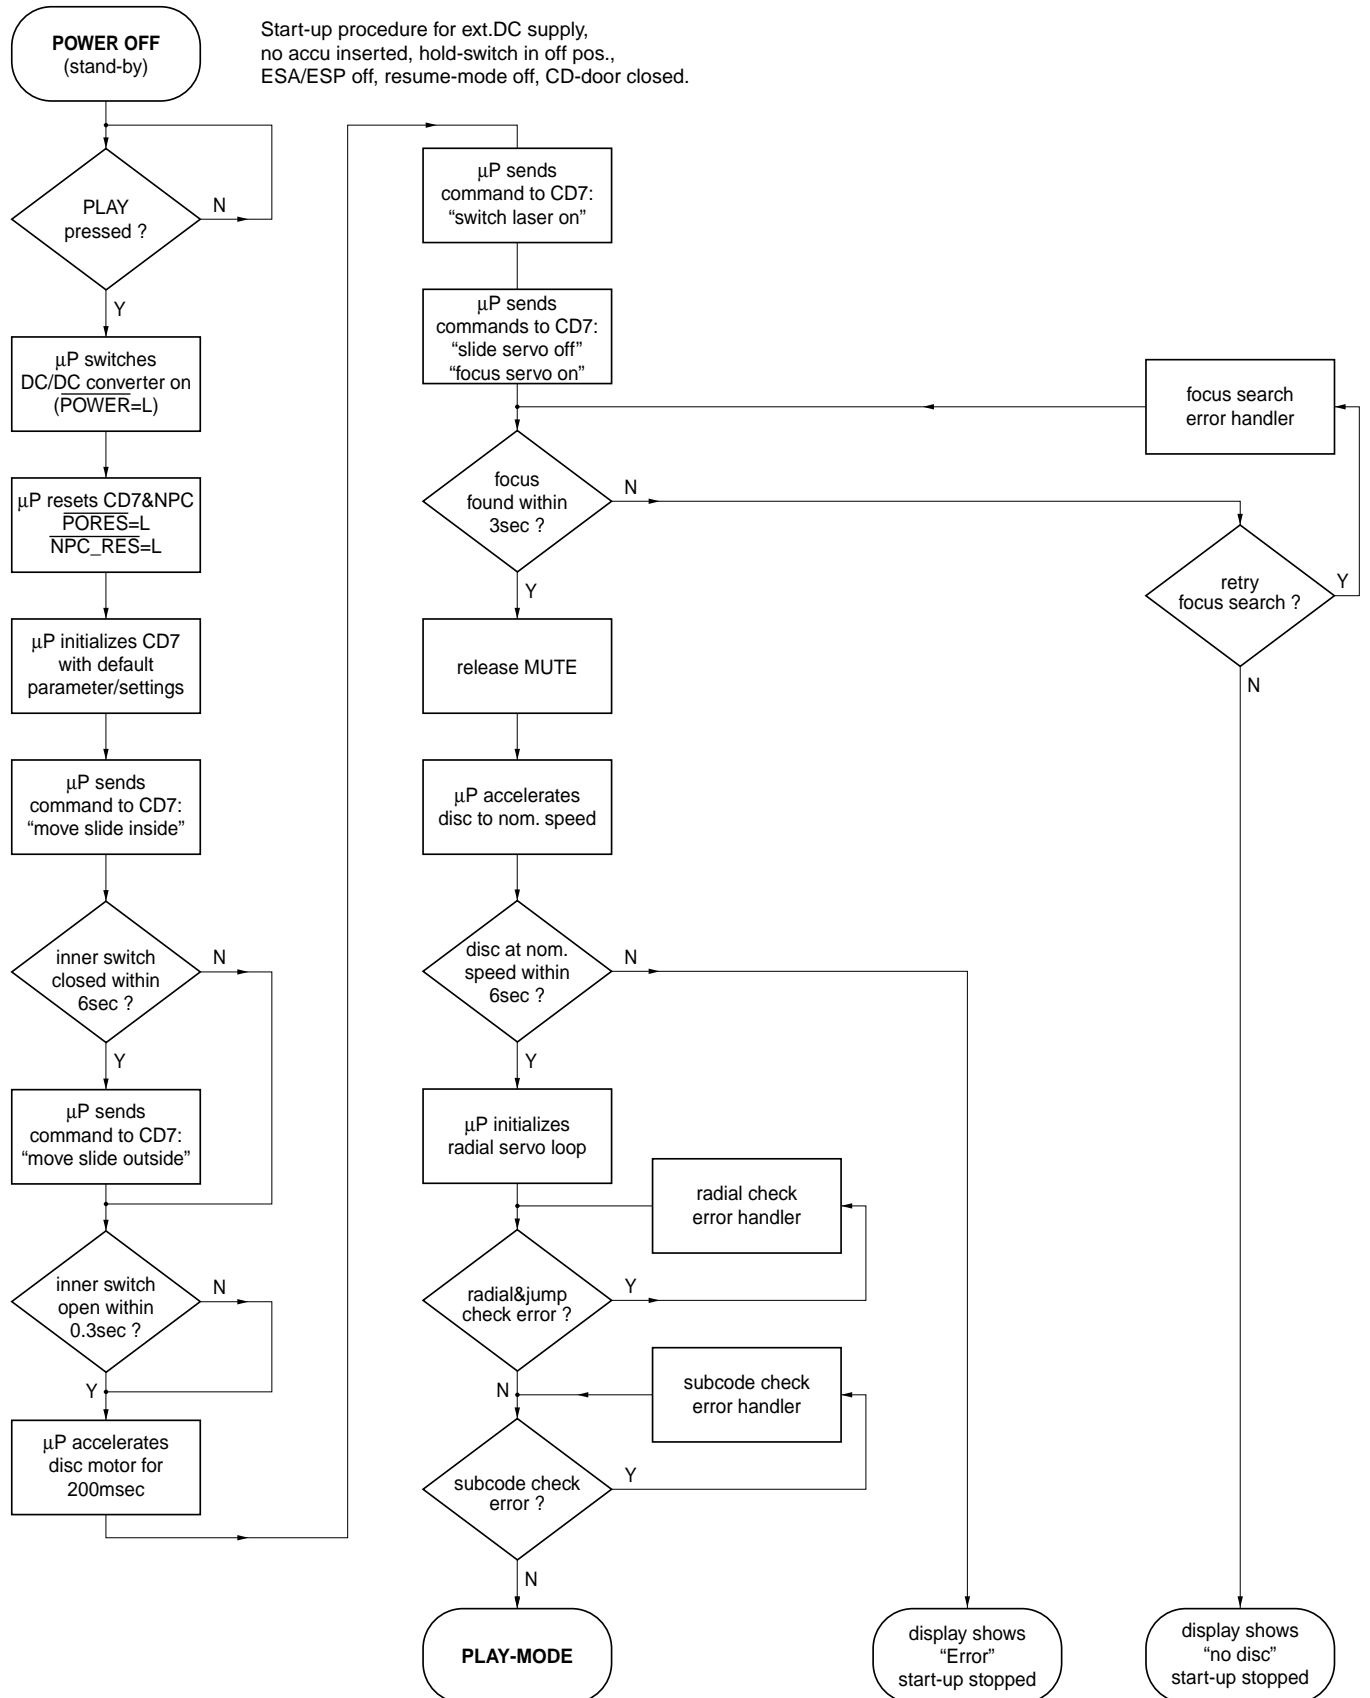 POWER OFF
(stand-by)
Start-up procedure for ext.DC supply,
no accu inserted, hold-switch in off pos.,
ESA/ESP off, resume-mode off, CD-door closed.
PLAY
pressed ?
N
Y
µP switches
DC/DC converter on
(POWER=L)
µP resets CD7&NPC
PORES=L
NPC_RES=L
µP initializes CD7
with default
parameter/settings
µP sends
command to CD7:
“move slide inside”
inner switch
closed within
6sec ?
N
Y
µP sends
command to CD7:
“move slide outside”
inner switch
open within
0.3sec ?
N
Y
µP accelerates
disc motor for
200msec
µP sends
command to CD7:
“switch laser on”
µP sends
commands to CD7:
“slide servo off”
“focus servo on”
focus
found within
3sec ?
N
Y
focus search
error handler
retry
focus search ?
Y
N
release MUTE
µP accelerates
disc to nom. speed
disc at nom.
speed within
6sec ?
N
Y
µP initializes
radial servo loop
radial check
error handler
radial&jump
check error ?
Y
N
subcode check
error handler
subcode check
error ?
Y
N
PLAY-MODE
display shows
“Error”
start-up stopped
display shows
“no disc”
start-up stopped